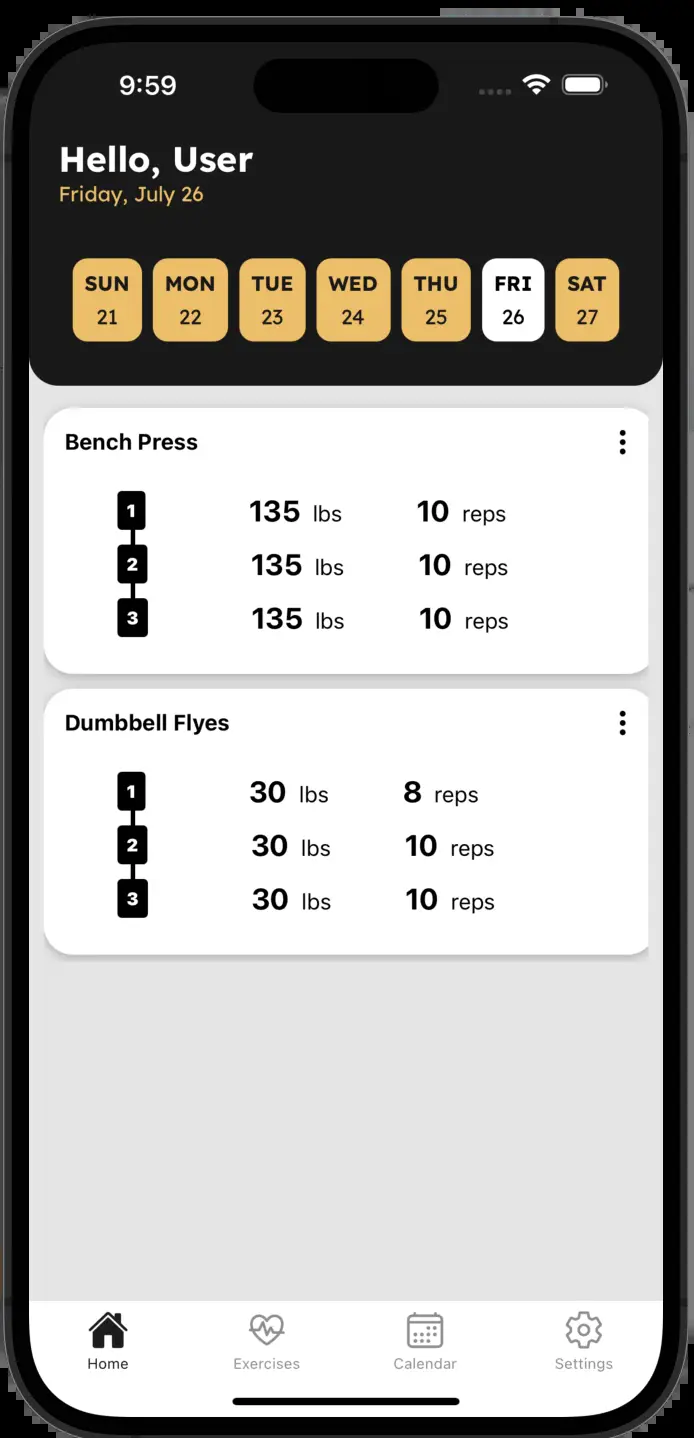 9:59
Hello, User
Friday, July 26
SUN MON TUE WED THU FRI SAT
21 22 23 24 25 26 27
Bench Press
1 135 lbs 10 reps
2 135 lbs 10 reps
3 135 lbs 10 reps
Dumbbell Flyes
1 30 lbs 8 reps
2 30 lbs 10 reps
3 30 lbs 10 reps
Home Exercises Calendar Settings